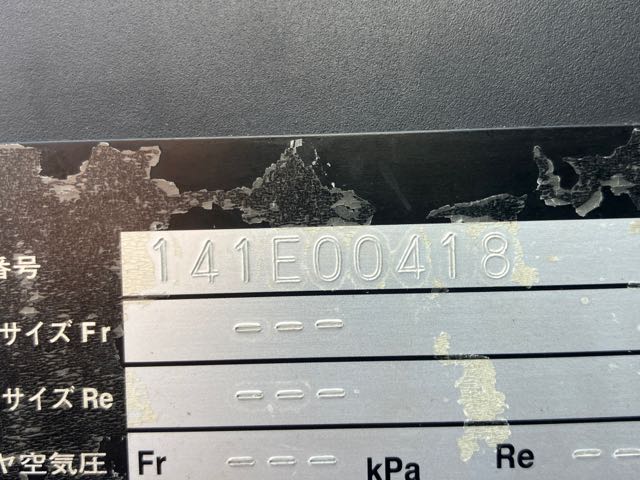 番号 141E00418
サイズ Fr ---
サイズ Re ---
ヤ空気圧 Fr --- kPa Re --